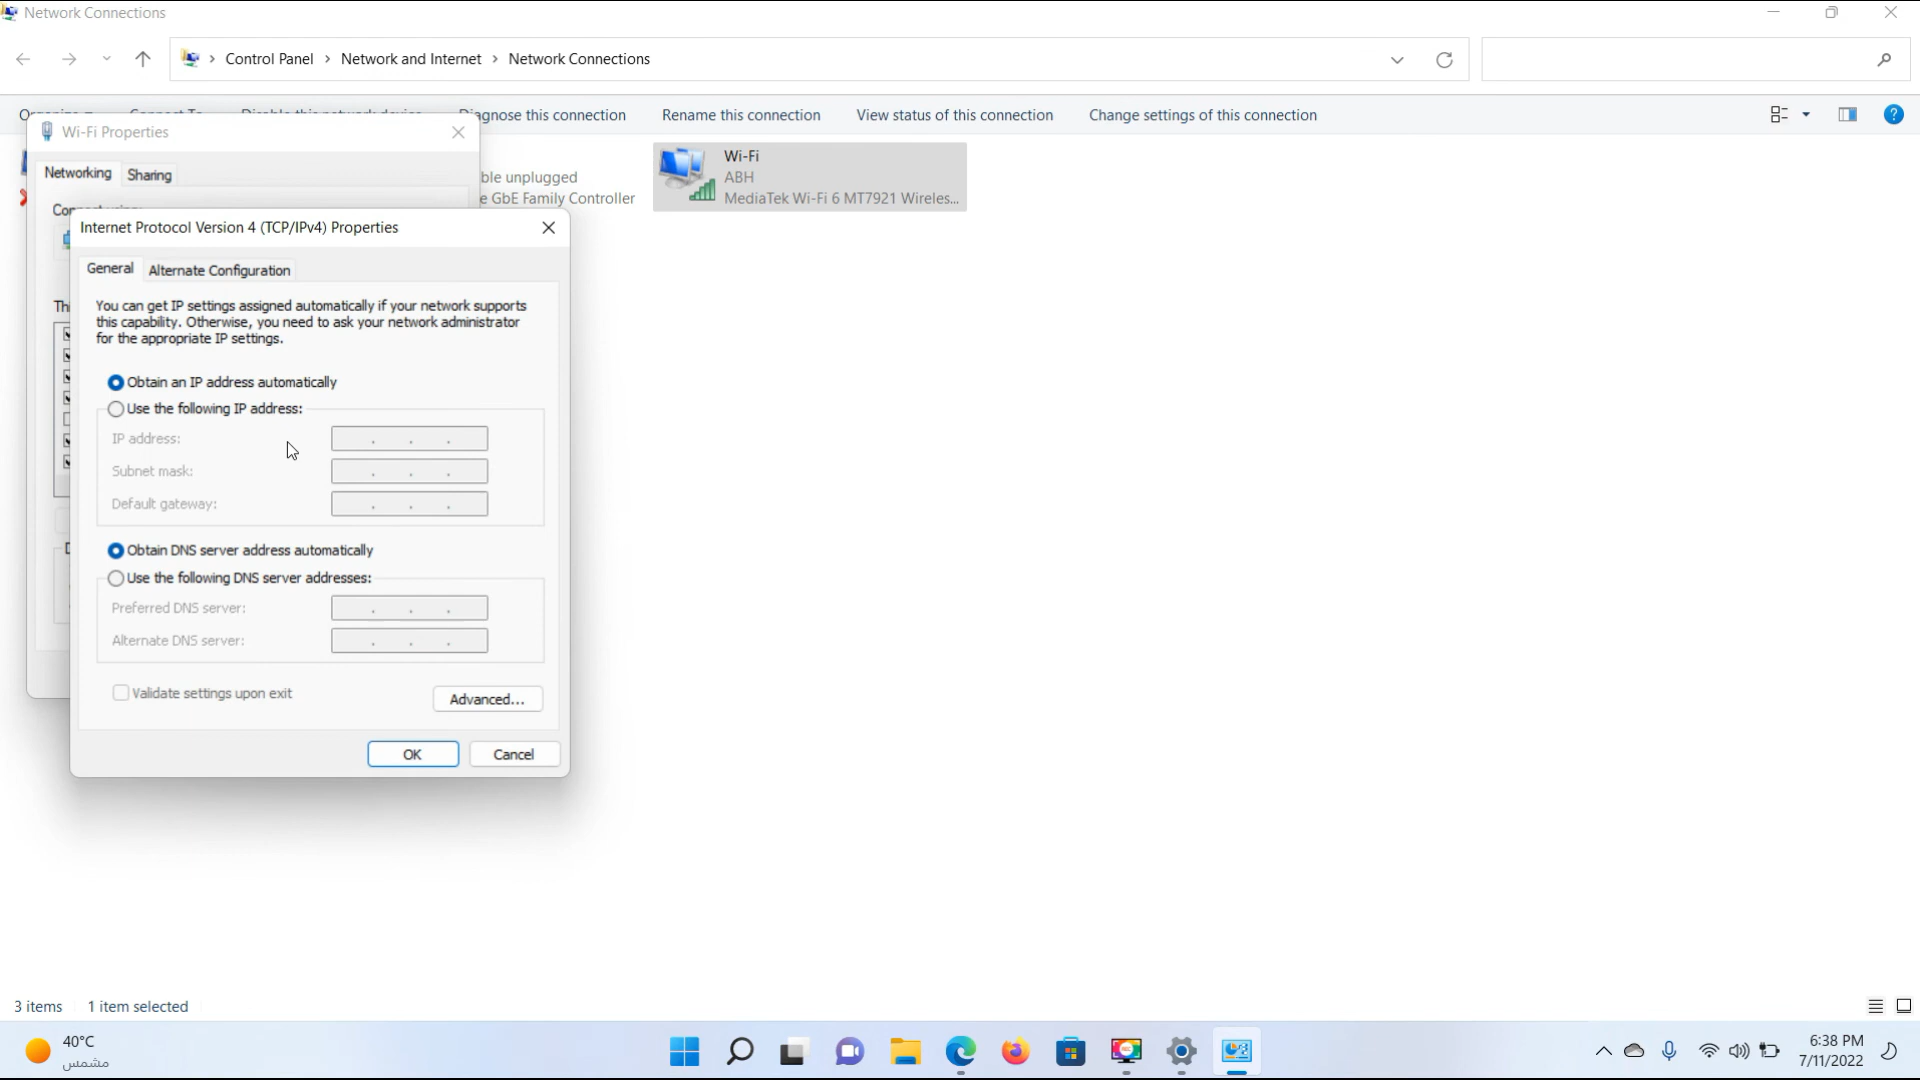 Network Connections
Control Panel > Network and Internet > Network Connections
Diagnose this connection
Rename this connection
View status of this connection
Change settings of this connection
Wi-Fi Properties
Networking
Sharing
Wi-Fi
ABH
MediaTek Wi-Fi 6 MT7921 Wireles...
ble unplugged
e GbE Family Controller
Internet Protocol Version 4 (TCP/IPv4) Properties
General
Alternate Configuration
You can get IP settings assigned automatically if your network supports
this capability. Otherwise, you need to ask your network administrator
for the appropriate IP settings.
Obtain an IP address automatically
Use the following IP address:
IP address:
Subnet mask:
Default gateway:
Obtain DNS server address automatically
Use the following DNS server addresses:
Preferred DNS server:
Alternate DNS server:
Validate settings upon exit
Advanced...
OK
Cancel
3 items
1 item selected
40°C
مشمس
6:38 PM
7/11/2022